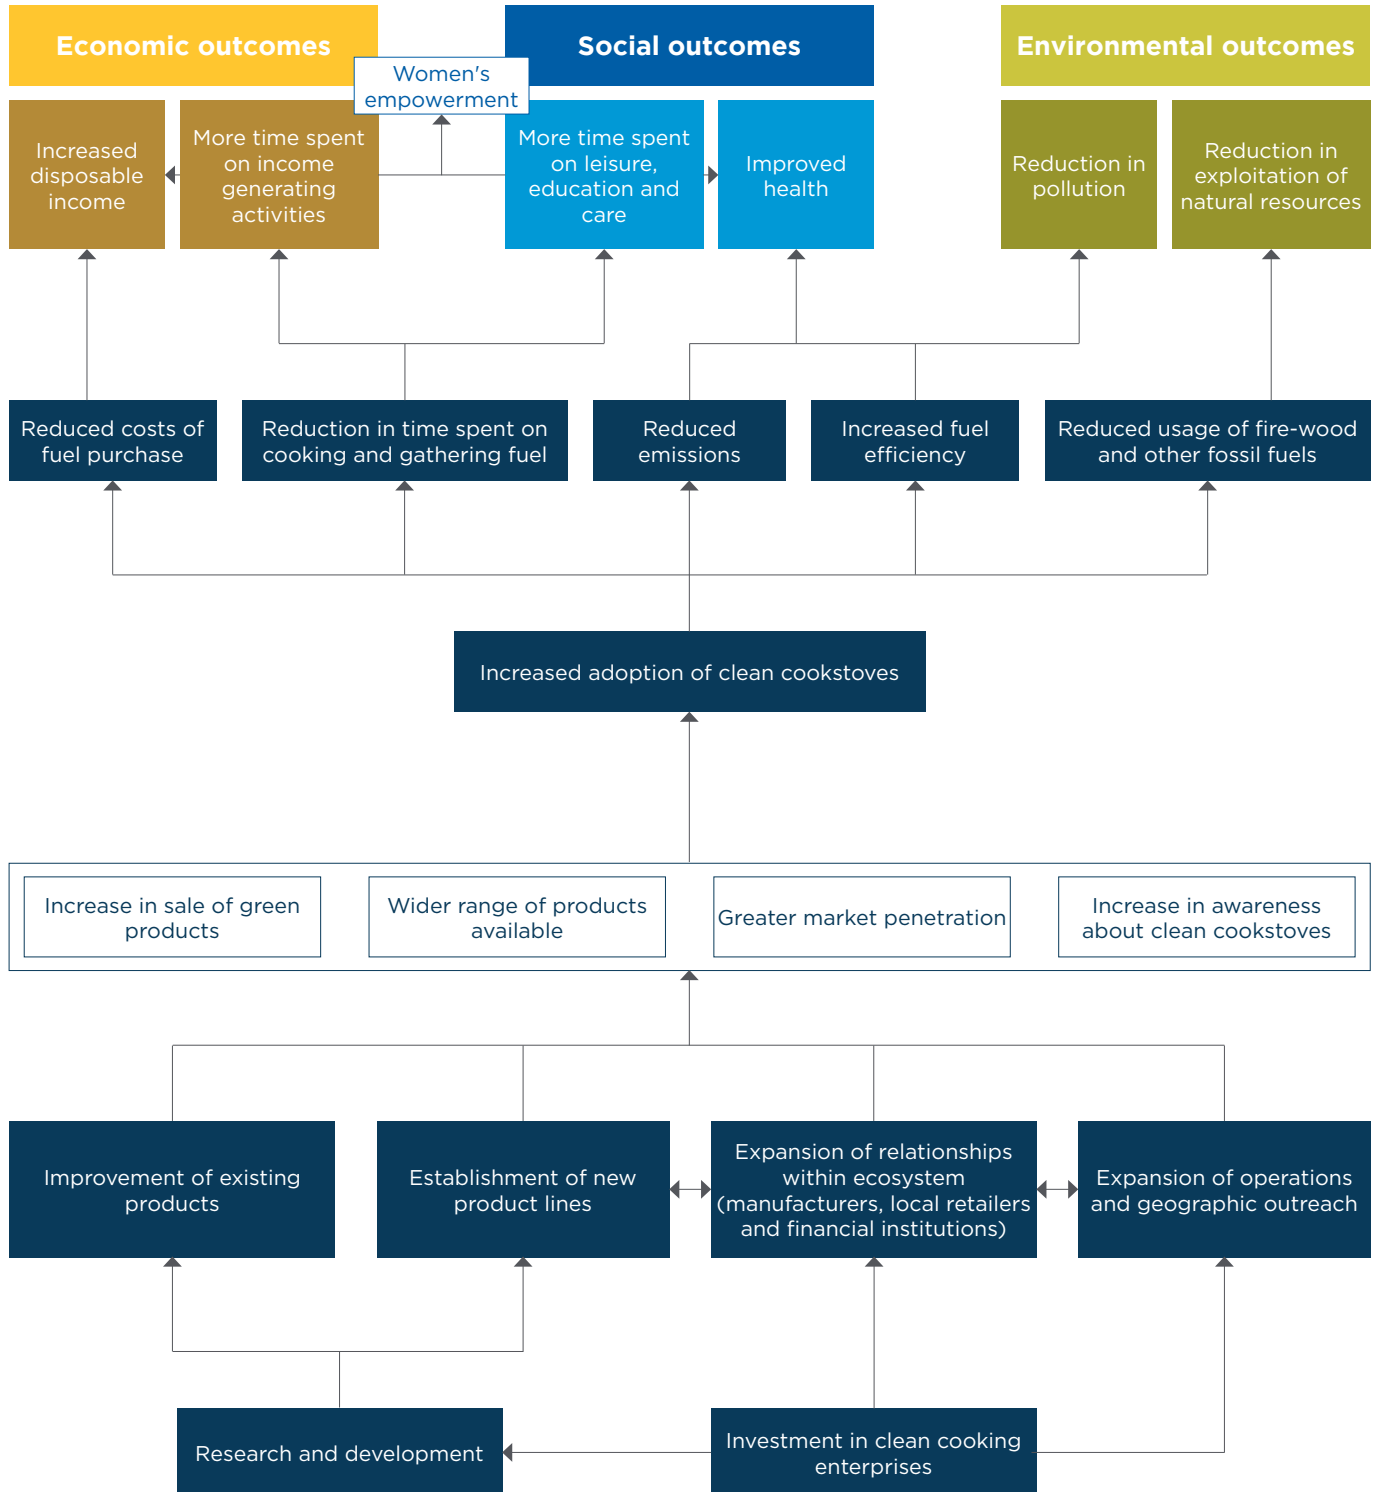 Economic outcomes
Social outcomes
Environmental outcomes
Women's
empowerment
Increased
disposable
income
More time spent
on income
generating
activities
More time spent
on leisure,
education and
care
Improved
health
Reduction in
pollution
Reduction in
exploitation of
natural resources
Reduced costs of
fuel purchase
Reduction in time spent on
cooking and gathering fuel
Reduced
emissions
Increased fuel
efficiency
Reduced usage of fire-wood
and other fossil fuels
Increased adoption of clean cookstoves
Increase in sale of green
products
Wider range of products
available
Greater market penetration
Increase in awareness
about clean cookstoves
Improvement of existing
products
Establishment of new
product lines
Expansion of relationships
within ecosystem
(manufacturers, local retailers
and financial institutions)
Expansion of operations
and geographic outreach
Research and development
Investment in clean cooking
enterprises